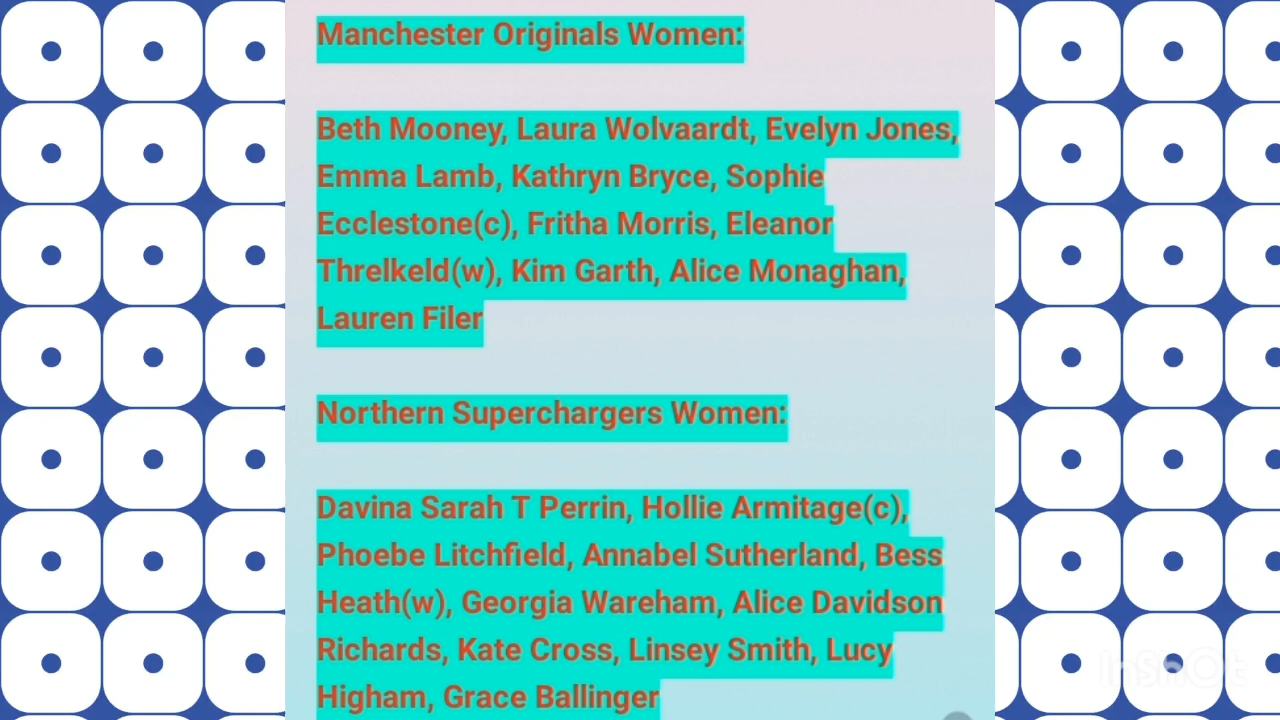 Manchester Originals Women:
Beth Mooney, Laura Wolvaardt, Evelyn Jones,
Emma Lamb, Kathryn Bryce, Sophie
Ecclestone(c), Fritha Morris, Eleanor
Threlkeld(w), Kim Garth, Alice Monaghan,
Lauren Filer
Northern Superchargers Women:
Davina Sarah T Perrin, Hollie Armitage(c),
Phoebe Litchfield, Annabel Sutherland, Bess
Heath(w), Georgia Wareham, Alice Davidson
Richards, Kate Cross, Linsey Smith, Lucy
Higham, Grace Ballinger
InShOt